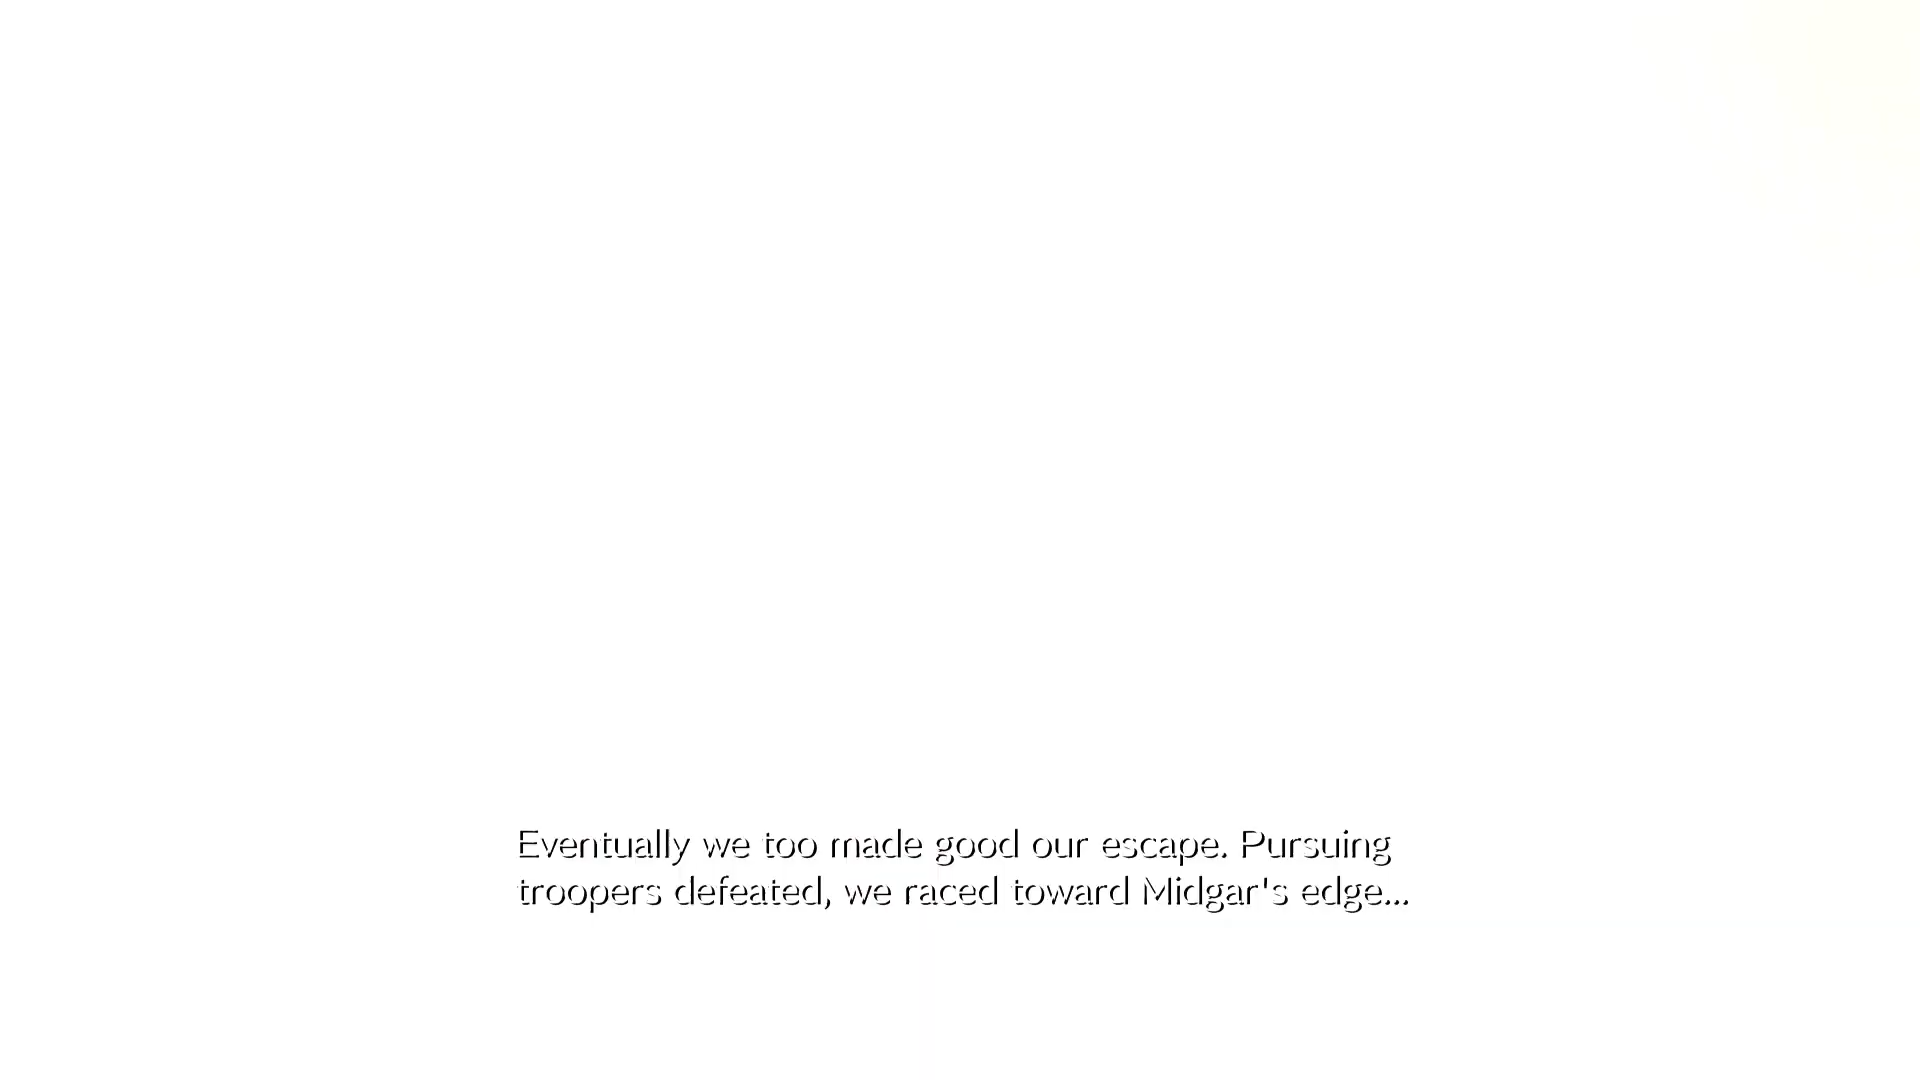 Eventually we too made good our escape. Pursuing
troopers defeated, we raced toward Midgar's edge...